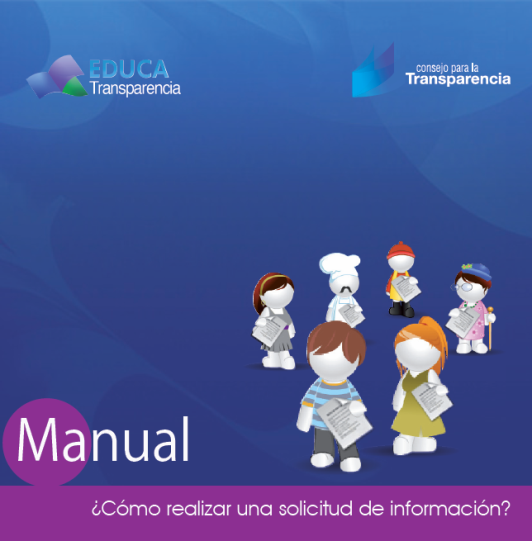 EDUCA
Transparencia
consejo para la
Transparencia
Manual
¿Cómo realizar una solicitud de información?